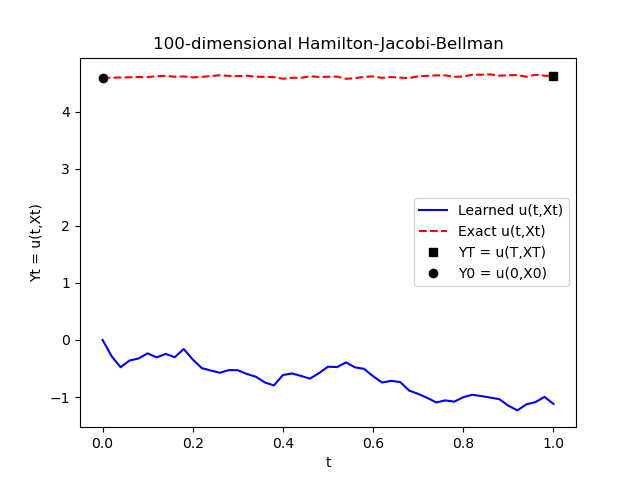 100-dimensional Hamilton-Jacobi-Bellman
Yt = u(t,Xt)
4
3
2
1
0
−1
Learned u(t,Xt)
Exact u(t,Xt)
YT = u(T,XT)
Y0 = u(0,X0)
0.0 0.2 0.4 0.6 0.8 1.0
t